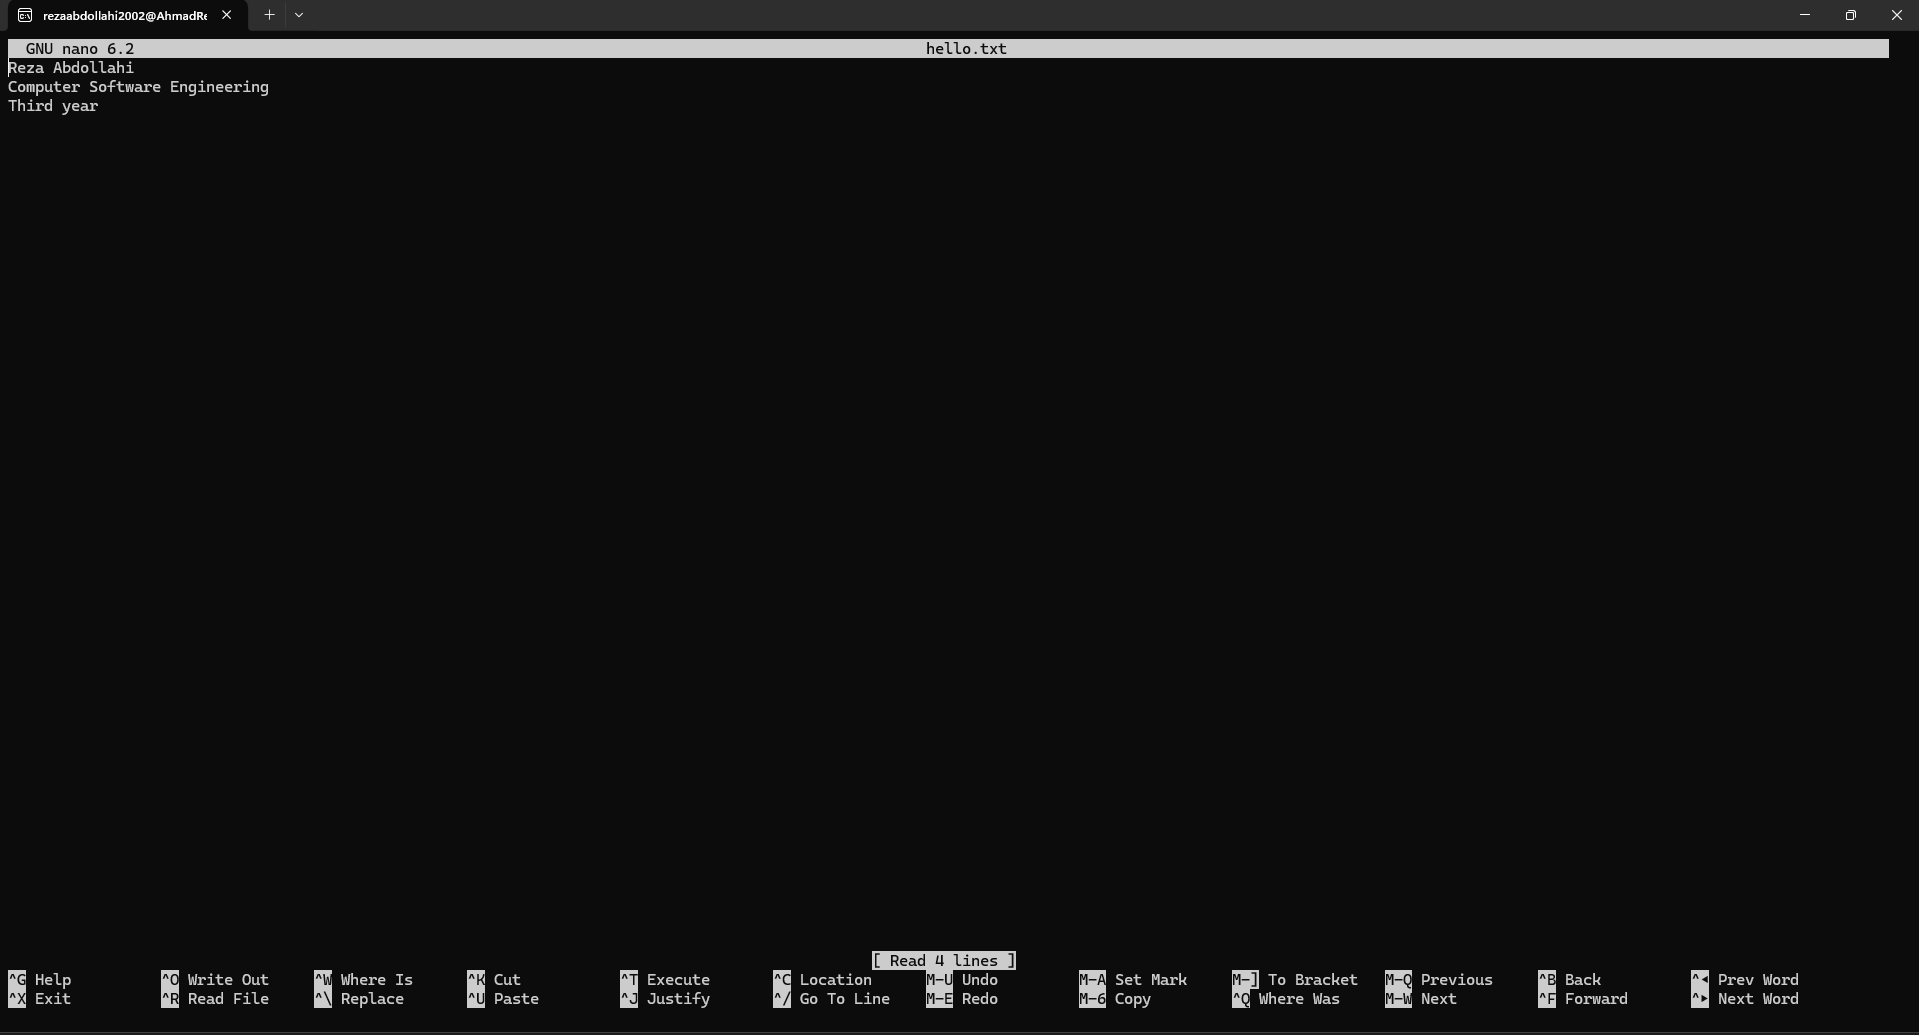 rezaabdollahi2002@AhmadRe
GNU nano 6.2 hello.txt
Reza Abdollahi
Computer Software Engineering
Third year
[ Read 4 lines ]
^G Help ^O Write Out ^W Where Is ^K Cut ^T Execute ^C Location M-U Undo M-A Set Mark M-] To Bracket M-Q Previous ^B Back ^◂ Prev Word
^X Exit ^R Read File ^\ Replace ^U Paste ^J Justify ^/ Go To Line M-E Redo M-6 Copy ^Q Where Was M-W Next ^F Forward ^▸ Next Word